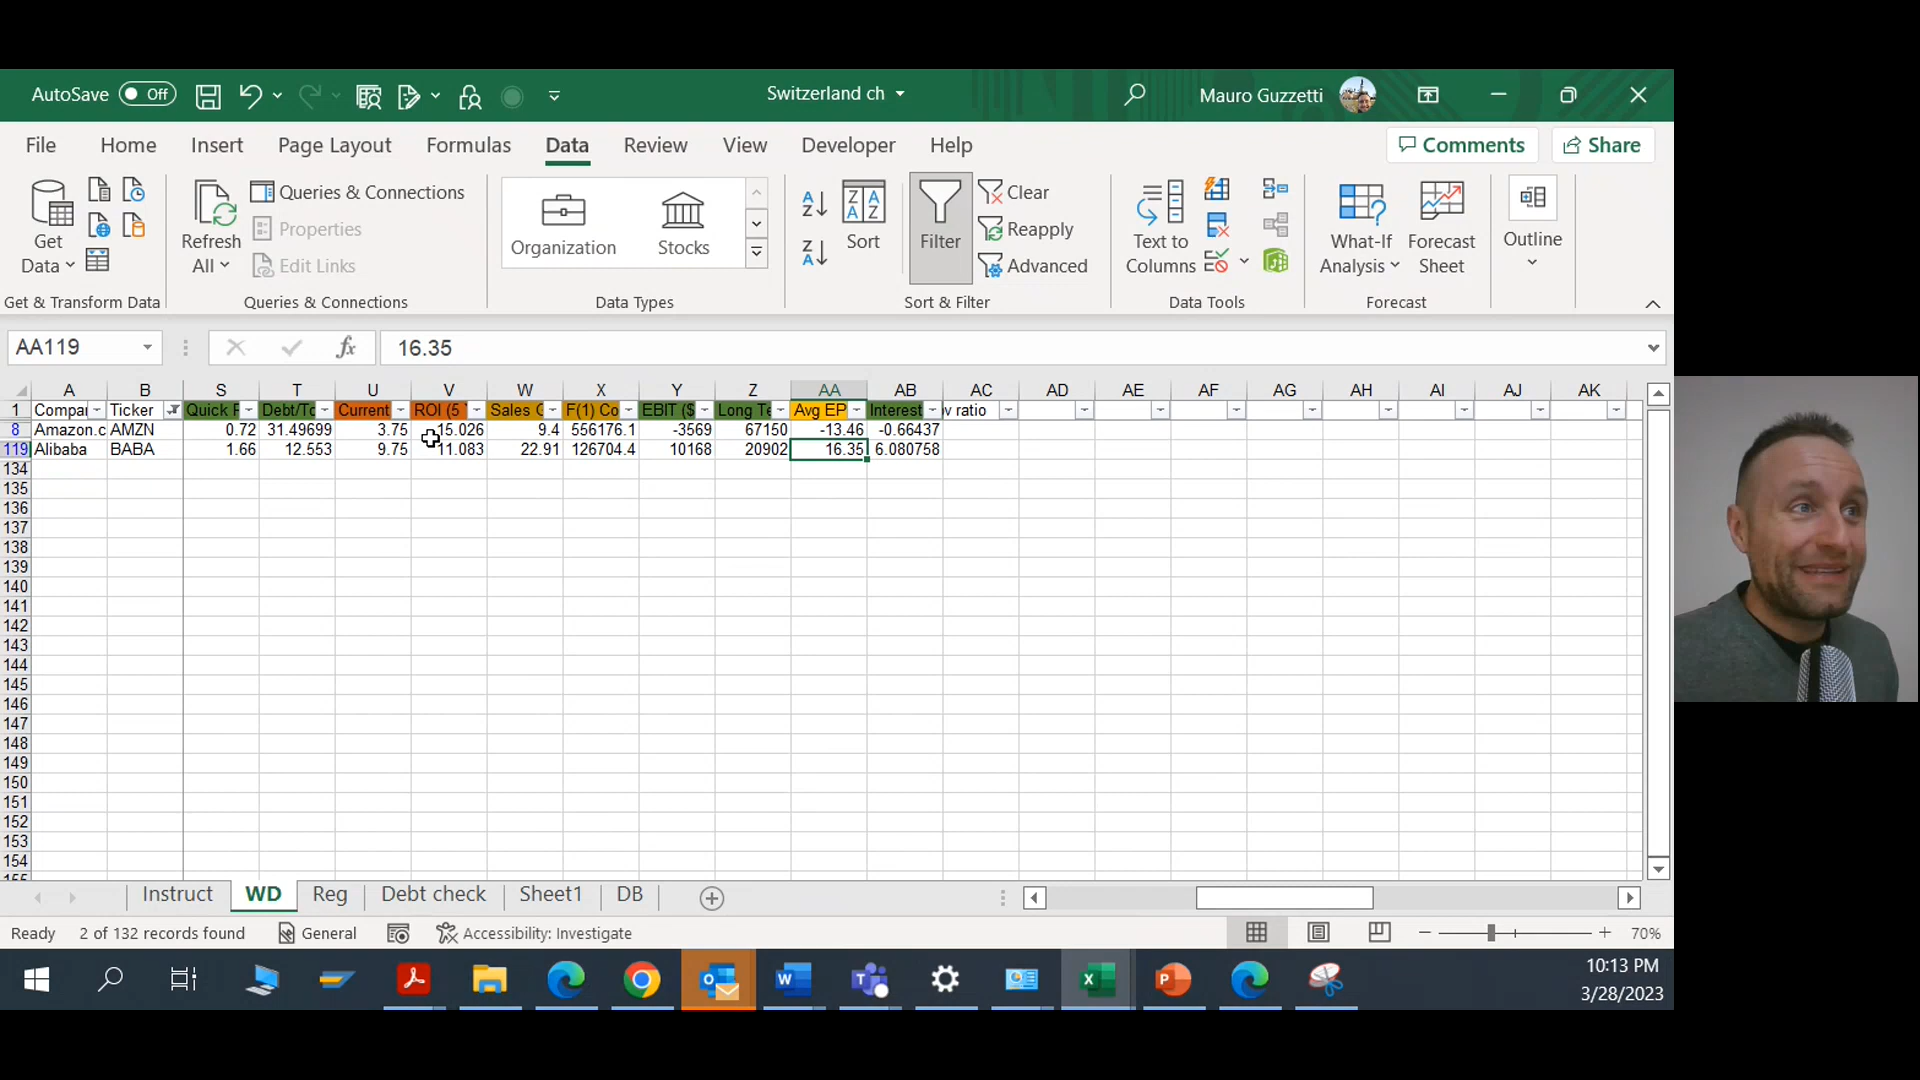 AutoSave Off Switzerland ch Mauro Guzzetti
File Home Insert Page Layout Formulas Data Review View Developer Help Comments Share
Get Data
Refresh All
Queries & Connections
Properties
Edit Links
Organization
Stocks
Sort
Filter
Clear
Reapply
Advanced
Text to Columns
What-If Analysis
Forecast Sheet
Outline
Get & Transform Data Queries & Connections Data Types Sort & Filter Data Tools Forecast
AA119 fx 16.35
A B S T U V W X Y Z AA AB AC AD AE AF AG AH AI AJ AK
1 Compa Ticker Quick F Debt/To Current ROI (5 Sales G F(1) Co EBIT ($ Long Te Avg EP Interest v ratio
8 Amazon.c AMZN 0.72 31.49699 3.75 15.026 9.4 556176.1 -3569 67150 -13.46 -0.66437
119 Alibaba BABA 1.66 12.553 9.75 11.083 22.91 126704.4 10168 20902 16.35 6.080758
134
135
136
137
138
139
140
141
142
143
144
145
146
147
148
149
150
151
152
153
154
Instruct WD Reg Debt check Sheet1 DB
Ready 2 of 132 records found General Accessibility: Investigate 70%
10:13 PM
3/28/2023